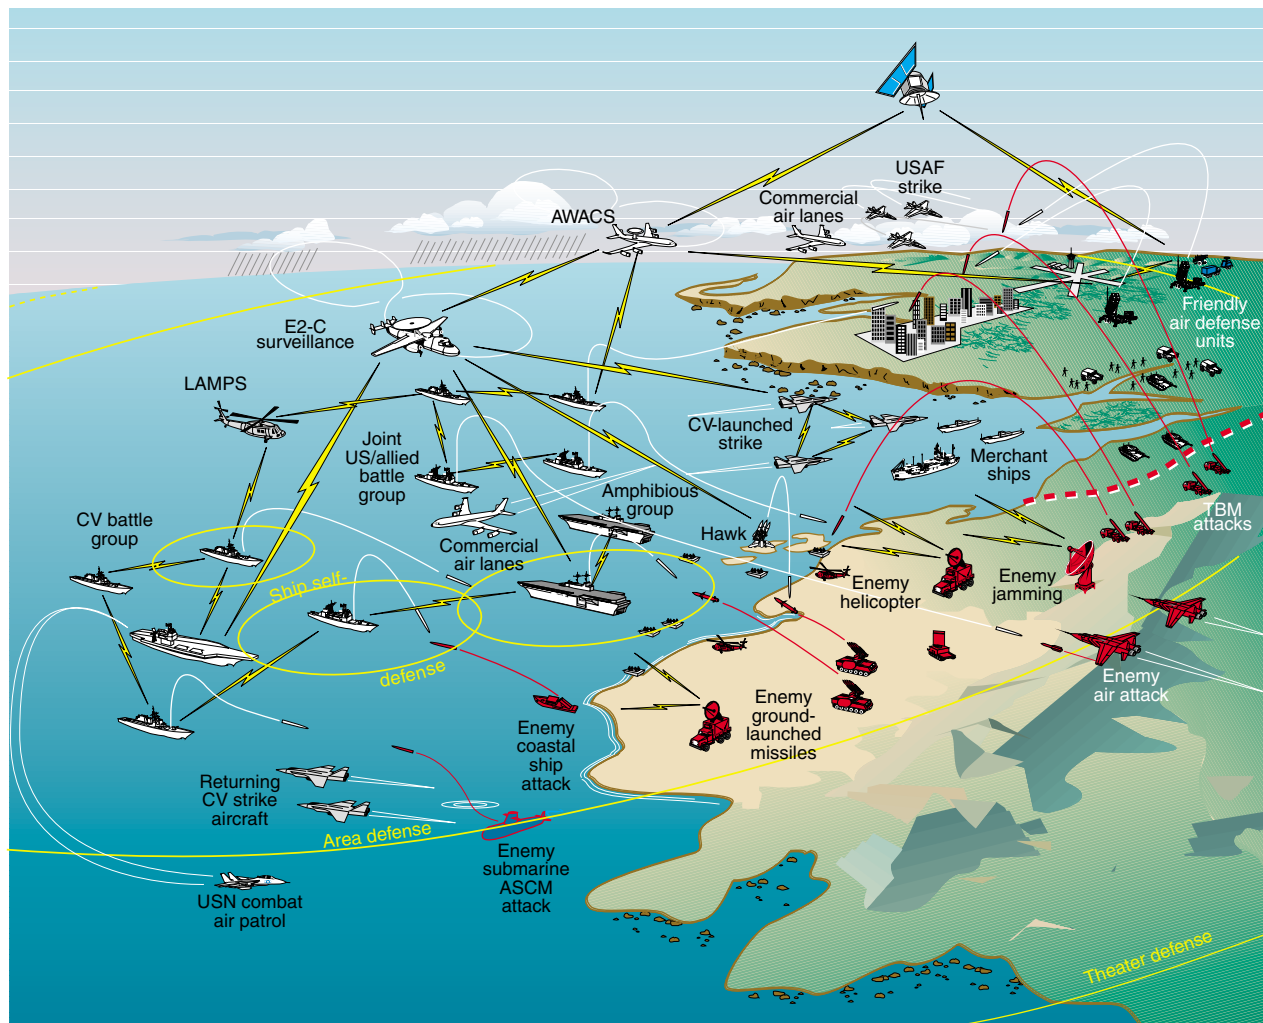 USAF
strike
Commercial
air lanes
AWACS
E2-C
surveillance
Friendly
air defense
units
LAMPS
CV-launched
strike
Joint
US/allied
battle
group
Merchant
ships
Amphibious
group
TBM
attacks
CV battle
group
Hawk
Commercial
air lanes
Enemy
helicopter
Enemy
jamming
Ship self-
defense
Enemy
air attack
Enemy
ground-
launched
missiles
Enemy
coastal
ship
attack
Returning
CV strike
aircraft
Area defense
Enemy
submarine
ASCM
attack
USN combat
air patrol
Theater defense